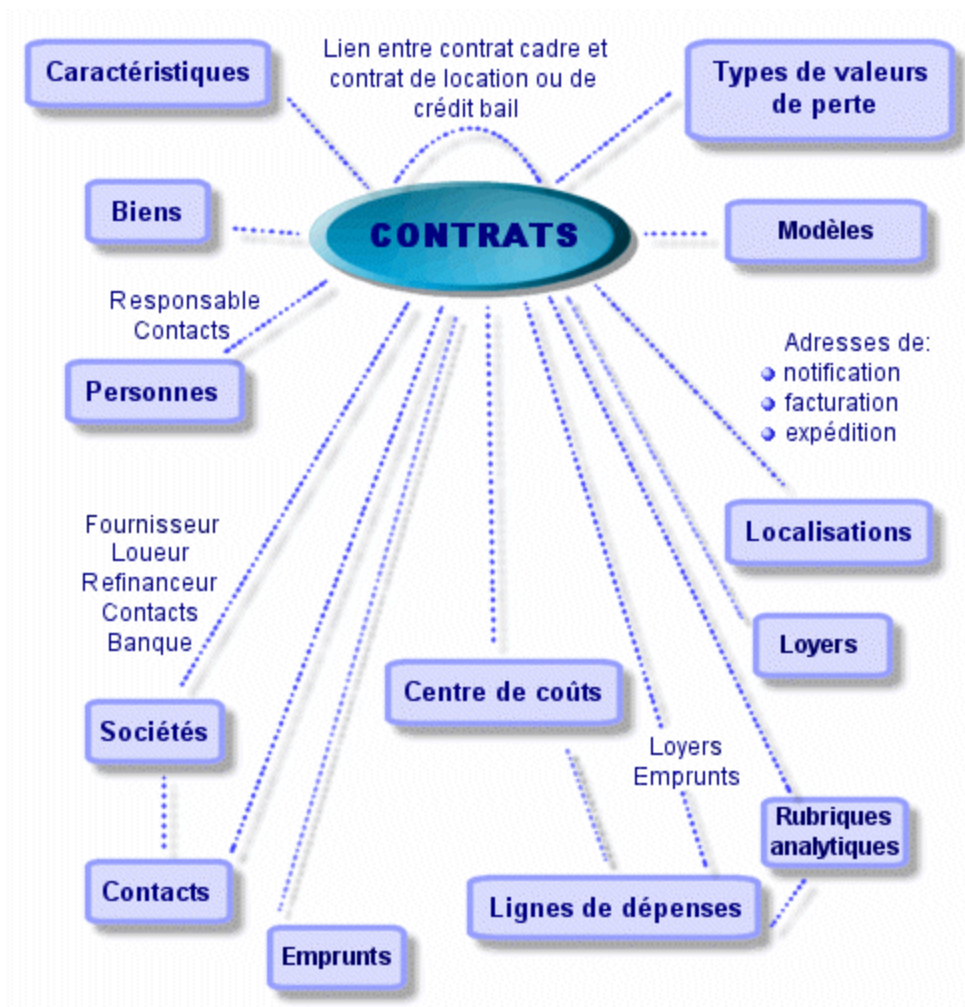 Lien entre contrat cadre et
contrat de location ou de
crédit bail
Caractéristiques
Types de valeurs
de perte
Biens
CONTRATS
Modèles
Responsable
Contacts
Personnes
Adresses de:
notification
facturation
expédition
Localisations
Fournisseur
Loueur
Refinanceur
Contacts
Banque
Loyers
Centre de coûts
Sociétés
Loyers
Emprunts
Rubriques
analytiques
Contacts
Lignes de dépenses
Emprunts